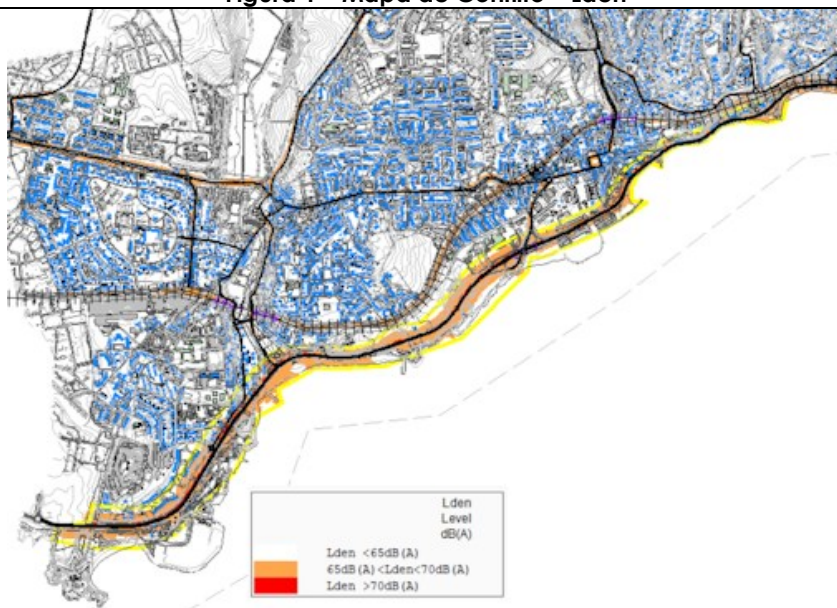 Figura 1 – Mapa de Conflito - Lden
Lden
Level
dB(A)
Lden <65dB(A)
65dB(A)<Lden<70dB(A)
Lden >70dB(A)